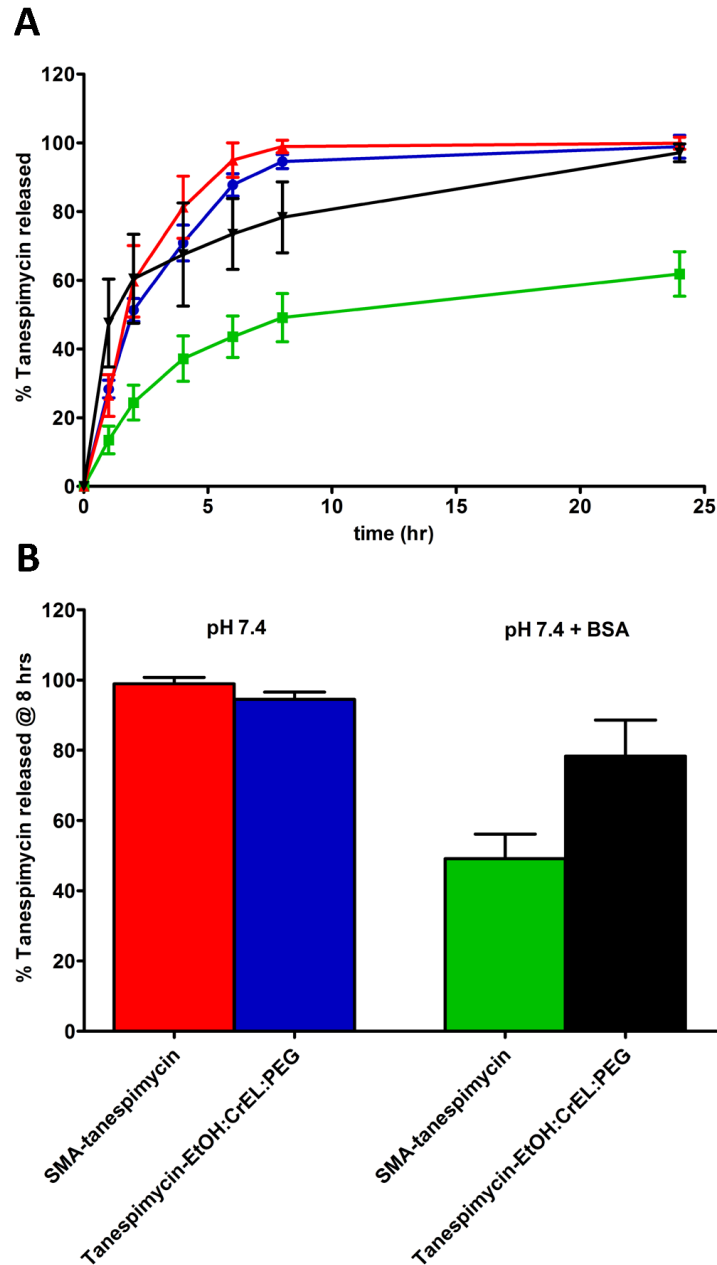 A
% Tanespimycin released
120
100
80
60
40
20
0
0 5 10 15 20 25
time (hr)
B
% Tanespimycin released @ 8 hrs
120
100
80
60
40
20
0
pH 7.4 pH 7.4 + BSA
SMA-tanespimycin
Tanespimycin-EtOH:CrEL:PEG
SMA-tanespimycin
Tanespimycin-EtOH:CrEL:PEG